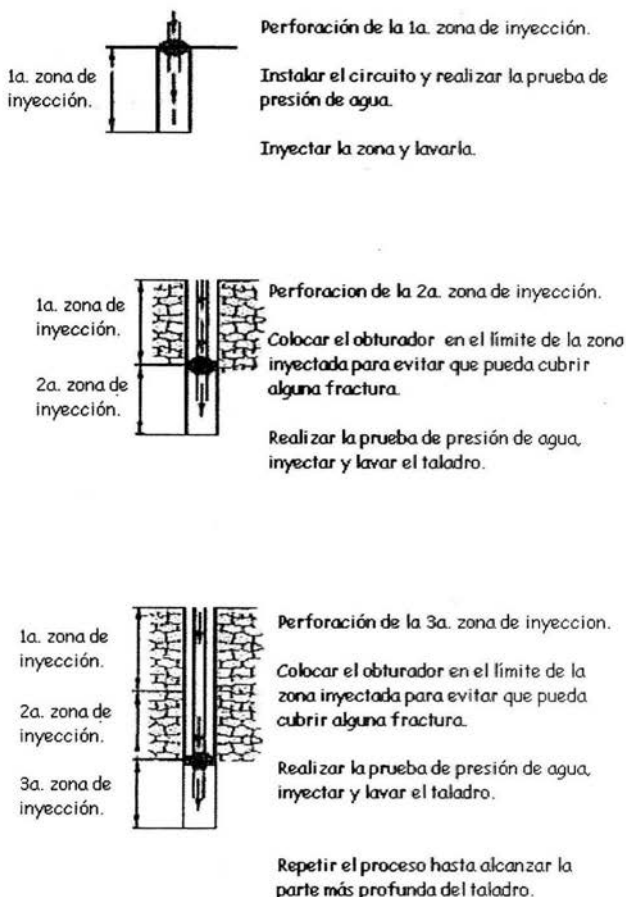 Perforación de la 1a. zona de inyección.
1a. zona de
inyección.
Instalar el circuito y realizar la prueba de
presión de agua.
Inyectar la zona y lavarla.
1a. zona de
inyección.
2a. zona de
inyección.
Perforacion de la 2a. zona de inyección.
Colocar el obturador en el límite de la zona
inyectada para evitar que pueda cubrir
alguna fractura.
Realizar la prueba de presión de agua,
inyectar y lavar el taladro.
1a. zona de
inyección.
2a. zona de
inyección.
3a. zona de
inyección.
Perforación de la 3a. zona de inyeccion.
Colocar el obturador en el límite de la
zona inyectada para evitar que pueda
cubrir alguna fractura.
Realizar la prueba de presión de agua,
inyectar y lavar el taladro.
Repetir el proceso hasta alcanzar la
parte más profunda del taladro.